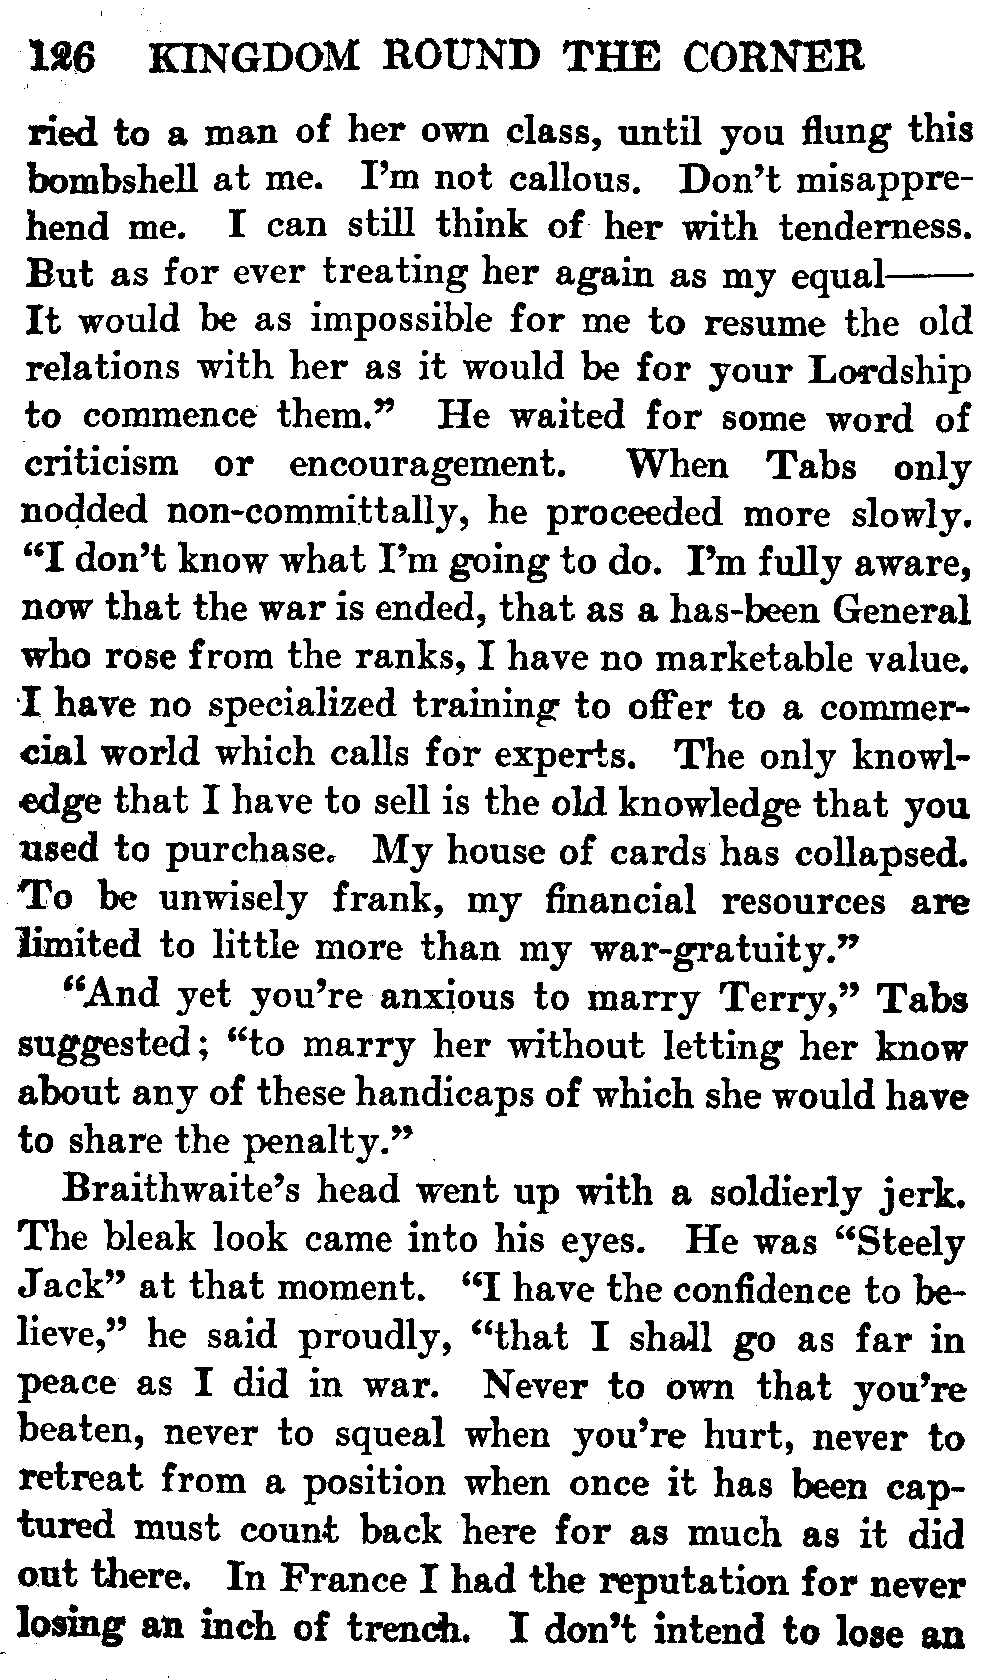 126 KINGDOM ROUND THE CORNER
ried to a man of her own class, until you flung this
bombshell at me. I'm not callous. Don't misappre-
hend me. I can still think of her with tenderness.
But as for ever treating her again as my equal——
It would be as impossible for me to resume the old
relations with her as it would be for your Lordship
to commence them." He waited for some word of
criticism or encouragement. When Tabs only
nodded non-committally, he proceeded more slowly.
"I don't know what I'm going to do. I'm fully aware,
now that the war is ended, that as a has-been General
who rose from the ranks, I have no marketable value.
I have no specialized training to offer to a commer-
cial world which calls for experts. The only knowl-
edge that I have to sell is the old knowledge that you
used to purchase. My house of cards has collapsed.
To be unwisely frank, my financial resources are
limited to little more than my war-gratuity."
"And yet you're anxious to marry Terry," Tabs
suggested; "to marry her without letting her know
about any of these handicaps of which she would have
to share the penalty."
Braithwaite's head went up with a soldierly jerk.
The bleak look came into his eyes. He was "Steely
Jack" at that moment. "I have the confidence to be-
lieve," he said proudly, "that I shall go as far in
peace as I did in war. Never to own that you're
beaten, never to squeal when you're hurt, never to
retreat from a position when once it has been cap-
tured must count back here for as much as it did
out there. In France I had the reputation for never
losing an inch of trench. I don't intend to lose an